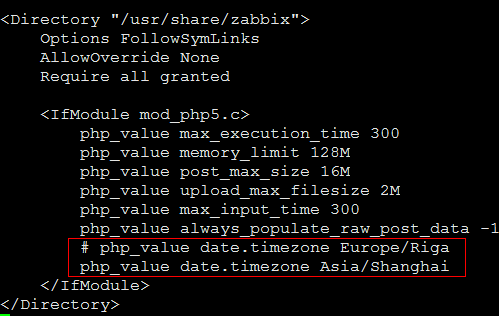 <Directory "/usr/share/zabbix">
    Options FollowSymLinks
    AllowOverride None
    Require all granted

    <IfModule mod_php5.c>
        php_value max_execution_time 300
        php_value memory_limit 128M
        php_value post_max_size 16M
        php_value upload_max_filesize 2M
        php_value max_input_time 300
        php_value always_populate_raw_post_data -1
        # php_value date.timezone Europe/Riga
        php_value date.timezone Asia/Shanghai
    </IfModule>
</Directory>